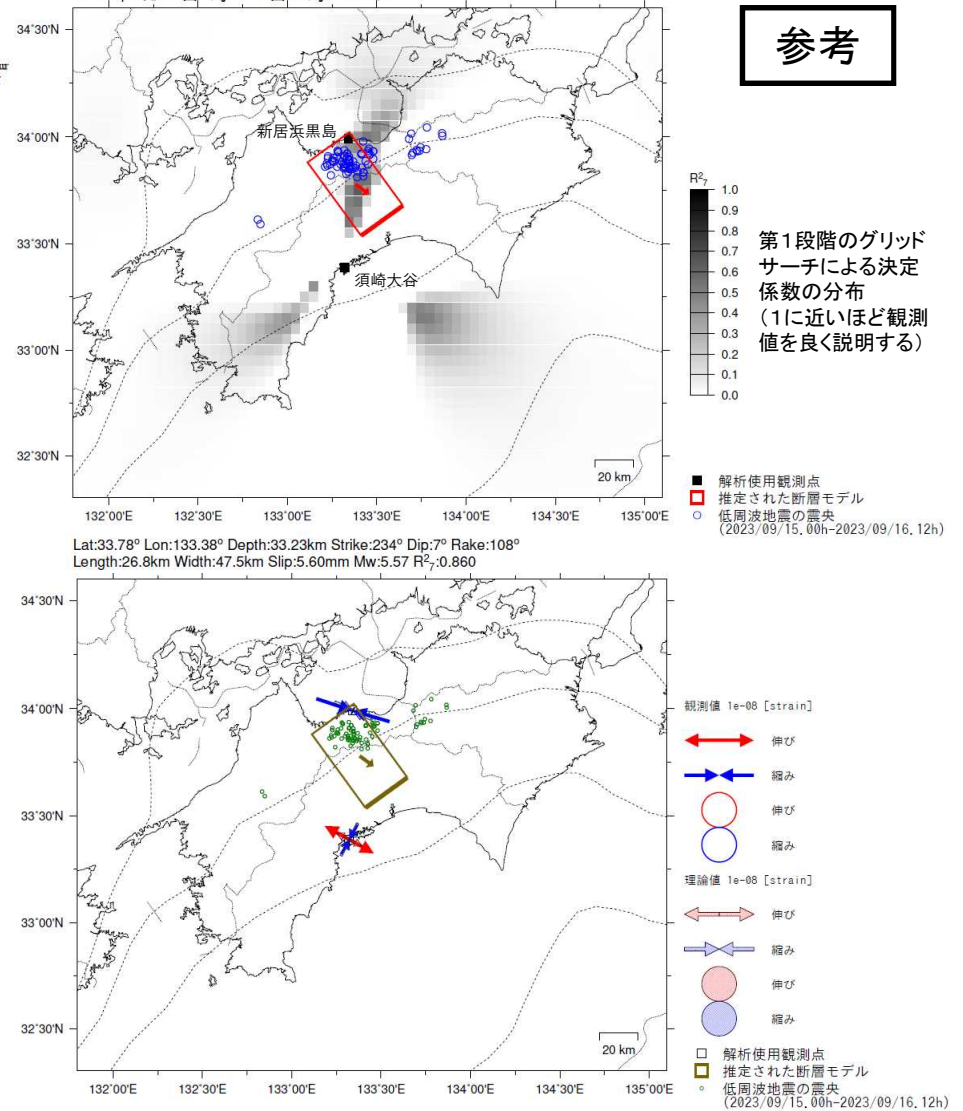 参考
34˚30'N
34˚00'N
33˚30'N
33˚00'N
32˚30'N
新居浜黒島
須崎大谷
20 km
132˚00'E
132˚30'E
133˚00'E
133˚30'E
134˚00'E
134˚30'E
135˚00'E
R²₇
1.0
0.9
0.8
0.7
0.6
0.5
0.4
0.3
0.2
0.1
0.0
第1段階のグリッド
サーチによる決定
係数の分布
(1に近いほど観測
値を良く説明する)
解析使用観測点
推定された断層モデル
低周波地震の震央
(2023/09/15.00h-2023/09/16.12h)
Lat:33.78º Lon:133.38º Depth:33.23km Strike:234º Dip:7º Rake:108º
Length:26.8km Width:47.5km Slip:5.60mm Mw:5.57 R²₇:0.860
34˚30'N
34˚00'N
33˚30'N
33˚00'N
32˚30'N
20 km
132˚00'E
132˚30'E
133˚00'E
133˚30'E
134˚00'E
134˚30'E
135˚00'E
観測値 1e-08 [strain]
伸び
縮み
伸び
縮み
理論値 1e-08 [strain]
伸び
縮み
伸び
縮み
解析使用観測点
推定された断層モデル
低周波地震の震央
(2023/09/15.00h-2023/09/16.12h)